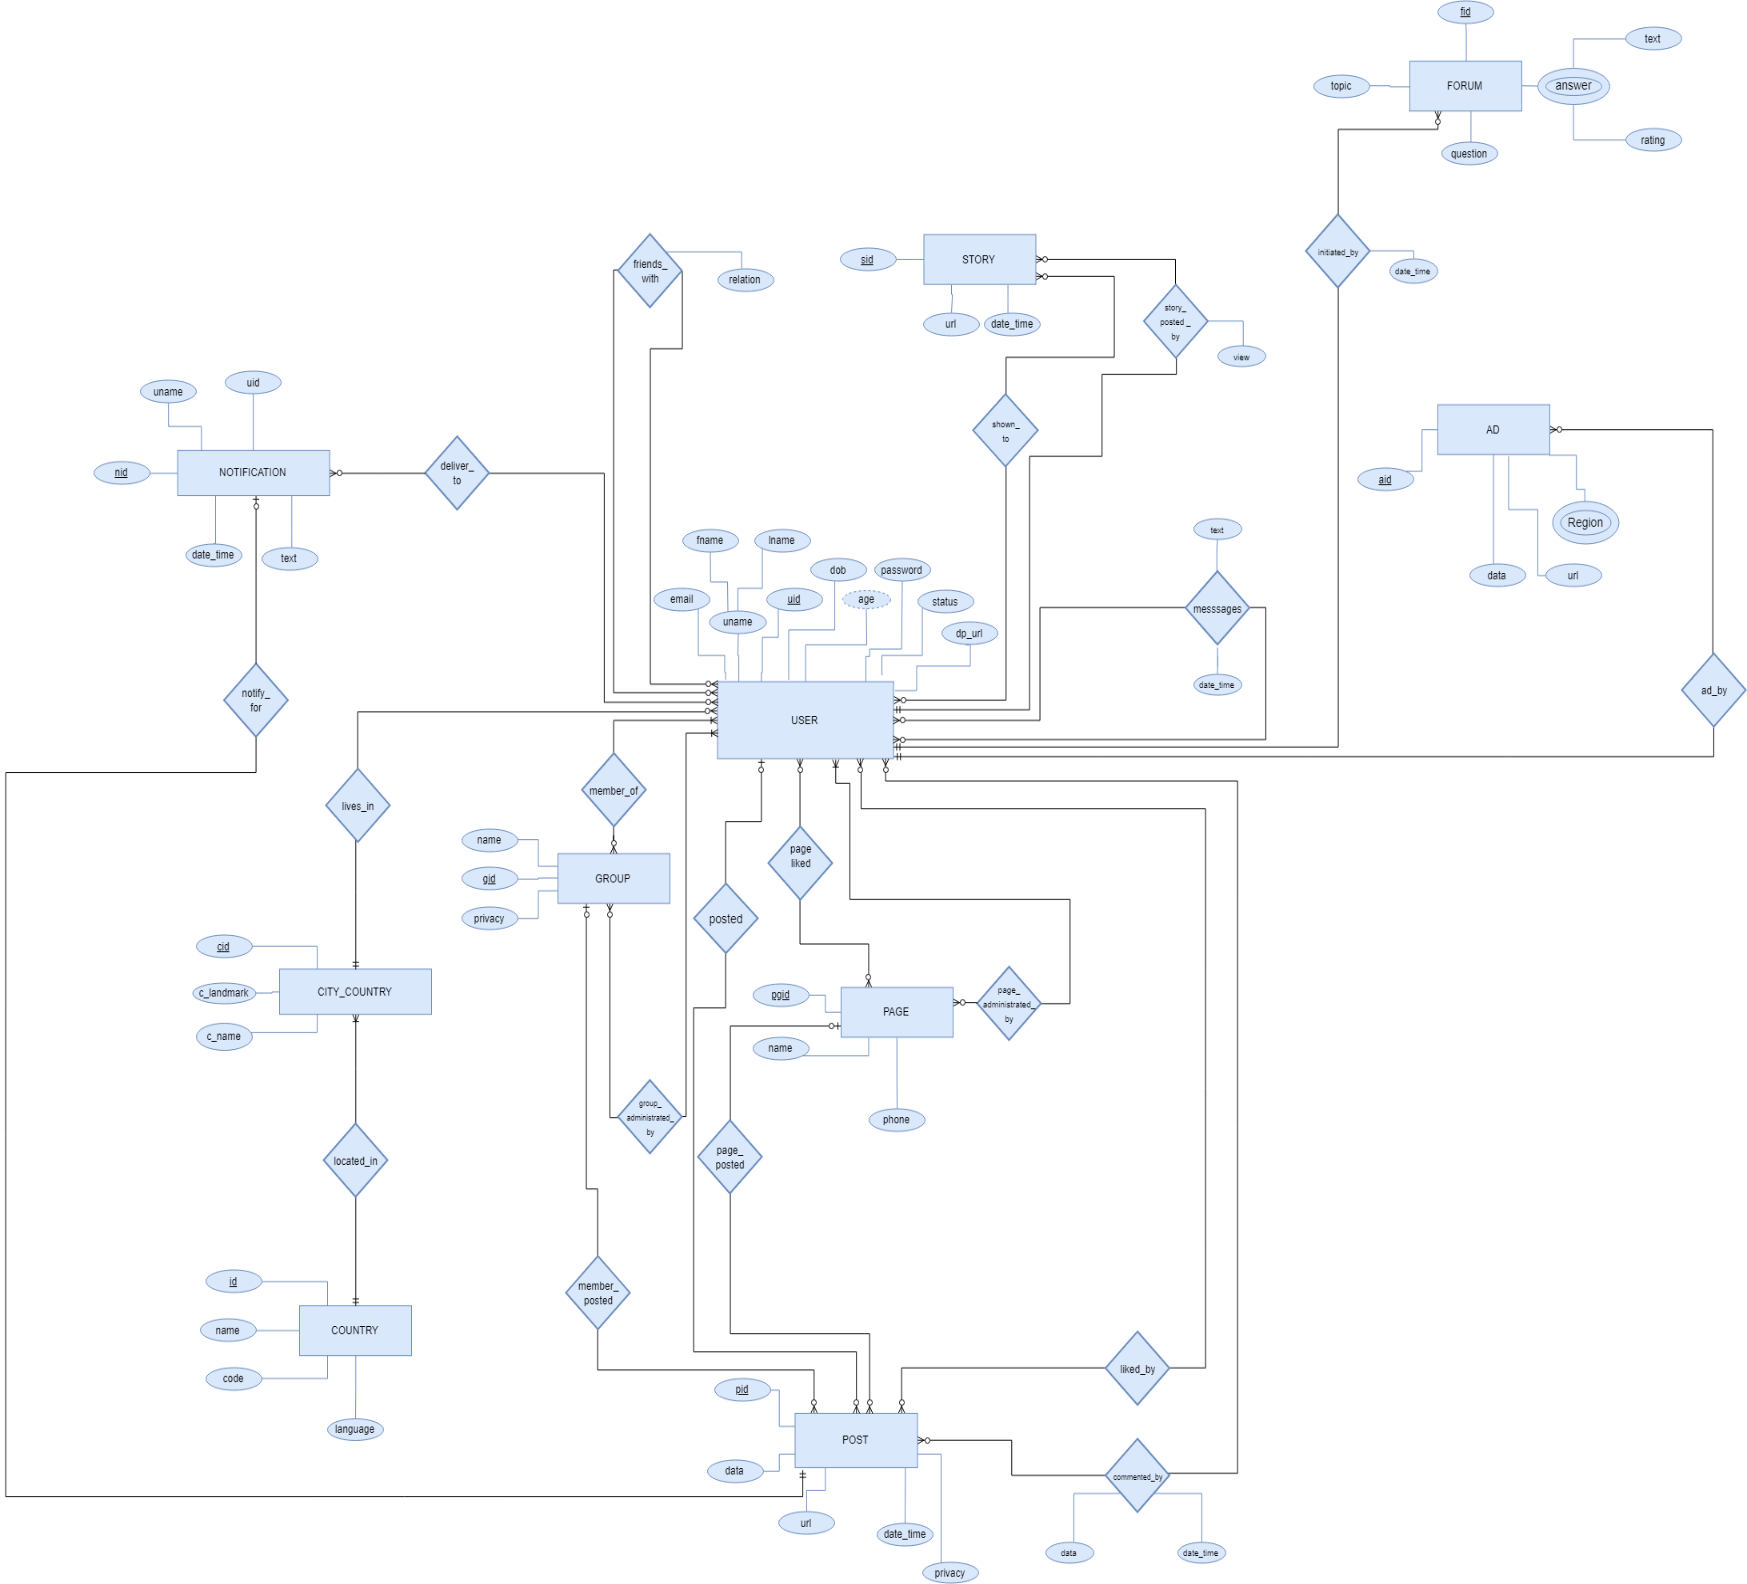 fid
text
topic
FORUM
answer
question
rating
friends_
with
relation
sid
STORY
url
date_time
story_
posted _
by
view
initiated_by
date_time
uname
uid
nid
NOTIFICATION
date_time
text
deliver_
to
shown_
to
AD
aid
Region
data
url
text
messsages
date_time
fname
lname
dob
password
email
uid
age
status
uname
dp_url
USER
ad_by
notify_
for
lives_in
member_of
name
gid
privacy
GROUP
page
liked
posted
cid
c_landmark
c_name
CITY_COUNTRY
pgid
PAGE
name
phone
page_
administrated_
by
group_
administrated_
by
page_
posted
located_in
id
name
code
COUNTRY
language
member_
posted
liked_by
pid
data
POST
url
date_time
privacy
commented_by
data
date_time